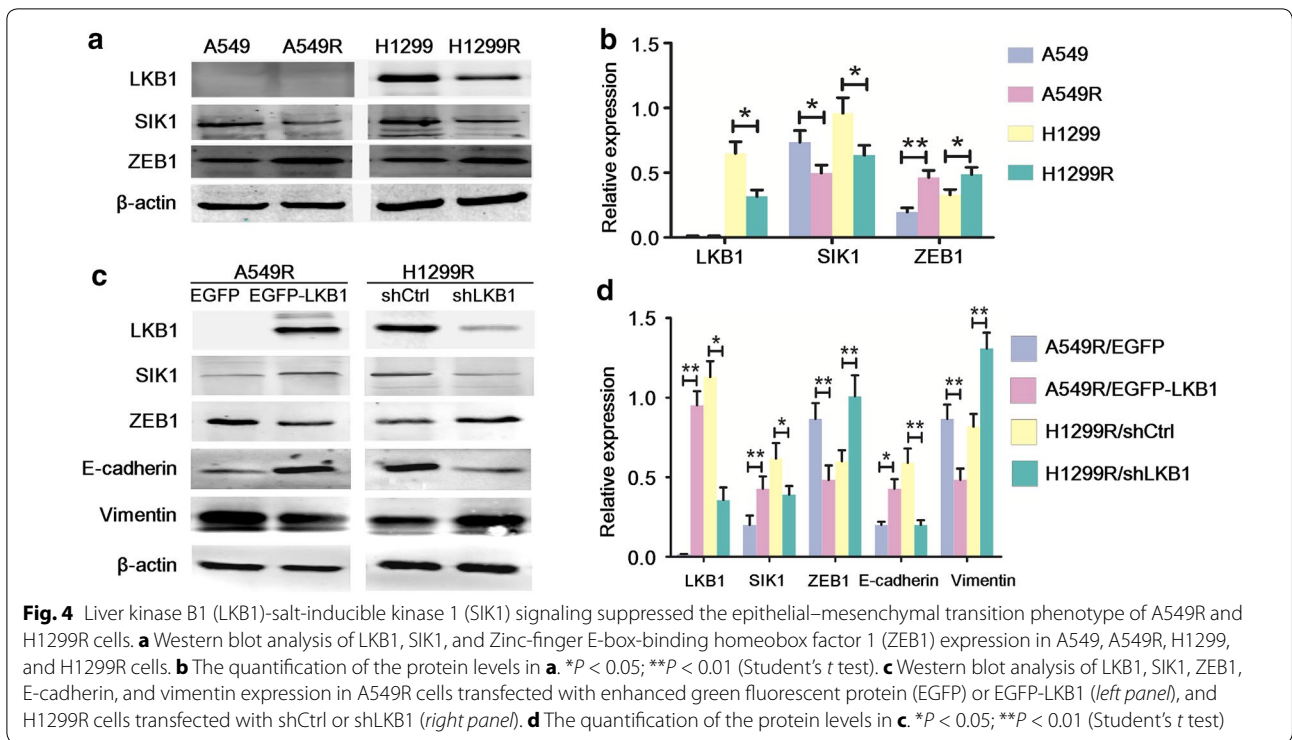 a
A549 A549R H1299 H1299R
LKB1
SIK1
ZEB1
β-actin
b
Relative expression
1.5
1.0
0.5
0.0
* * * ** *
LKB1 SIK1 ZEB1
A549
A549R
H1299
H1299R
c
A549R H1299R
EGFP EGFP-LKB1 shCtrl shLKB1
LKB1
SIK1
ZEB1
E-cadherin
Vimentin
β-actin
d
Relative expression
1.5
1.0
0.5
0.0
** * ** * ** ** * ** ** **
LKB1 SIK1 ZEB1 E-cadherin Vimentin
A549R/EGFP
A549R/EGFP-LKB1
H1299R/shCtrl
H1299R/shLKB1
Fig. 4 Liver kinase B1 (LKB1)-salt-inducible kinase 1 (SIK1) signaling suppressed the epithelial–mesenchymal transition phenotype of A549R and
H1299R cells. a Western blot analysis of LKB1, SIK1, and Zinc-finger E-box-binding homeobox factor 1 (ZEB1) expression in A549, A549R, H1299,
and H1299R cells. b The quantification of the protein levels in a. *P < 0.05; **P < 0.01 (Student's t test). c Western blot analysis of LKB1, SIK1, ZEB1,
E-cadherin, and vimentin expression in A549R cells transfected with enhanced green fluorescent protein (EGFP) or EGFP-LKB1 (left panel), and
H1299R cells transfected with shCtrl or shLKB1 (right panel). d The quantification of the protein levels in c. *P < 0.05; **P < 0.01 (Student's t test)